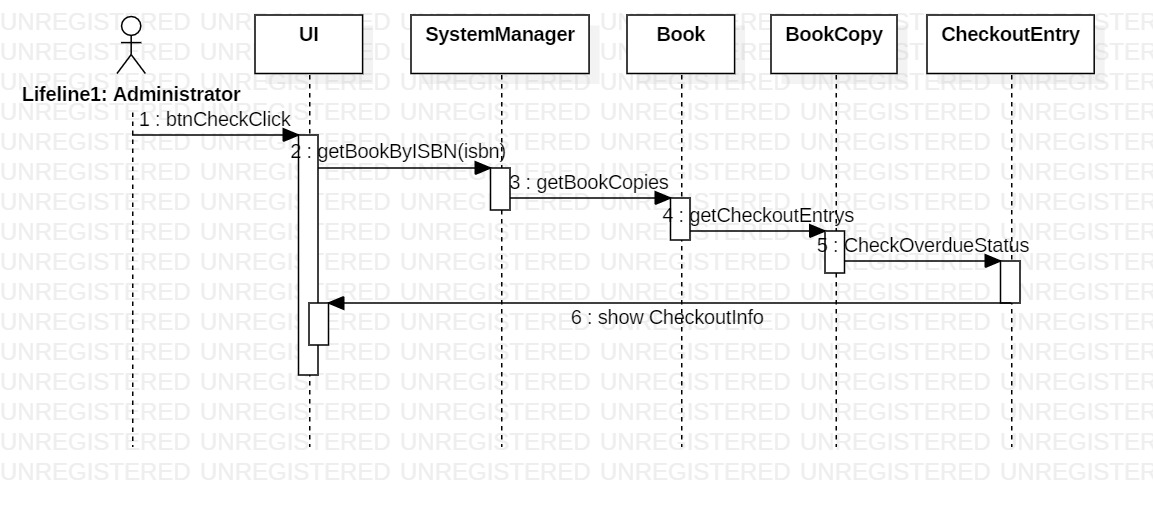 UI
SystemManager
Book
BookCopy
CheckoutEntry
Lifeline1: Administrator
1 : btnCheckClick
2 : getBookByISBN(isbn)
3 : getBookCopies
4 : getCheckoutEntrys
5 : CheckOverdueStatus
6 : show CheckoutInfo
UNREGISTERED